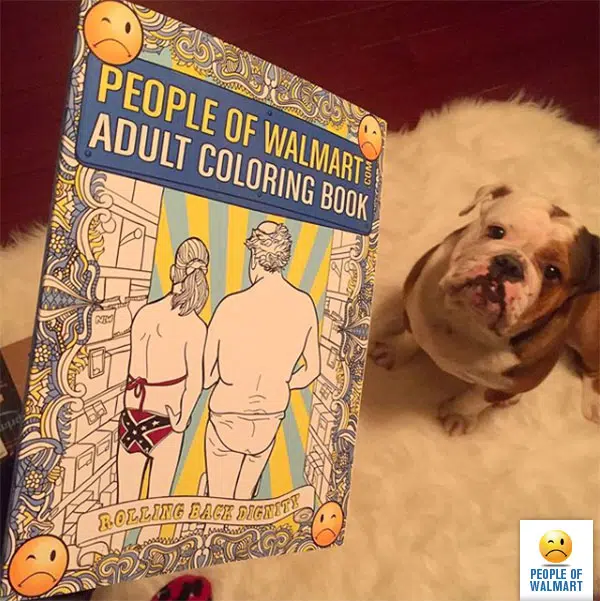 PEOPLE OF WALMART.COM
ADULT COLORING BOOK
ROLLING BACK DIGNITY
PEOPLE OF
WALMART